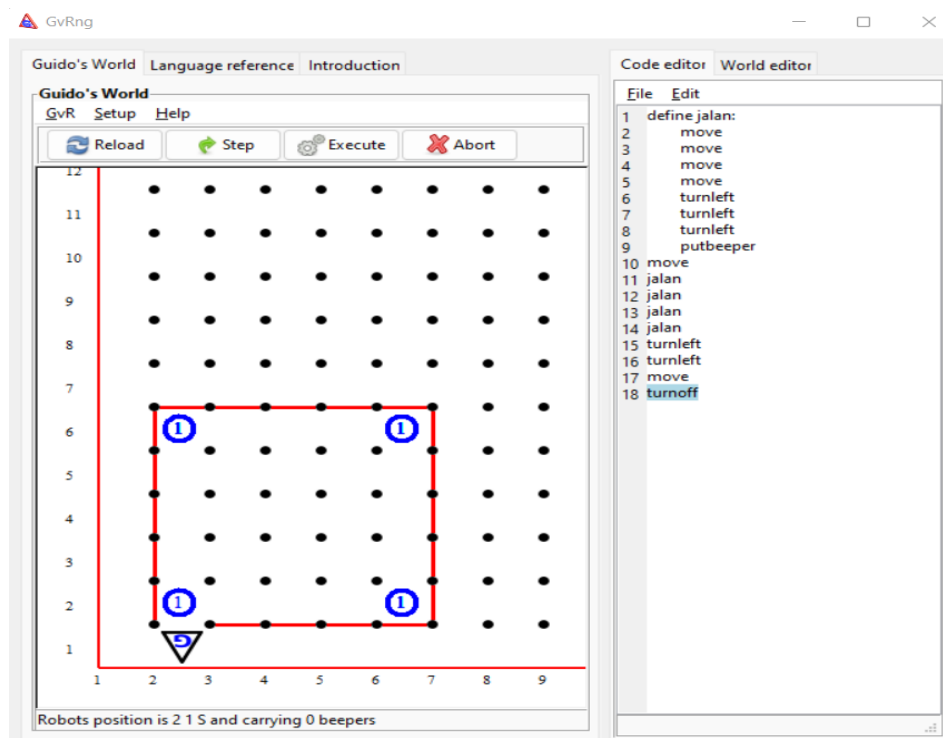 GvRng
Guido's World Language reference Introduction
Guido's World
GvR Setup Help
Reload Step Execute Abort
12
11
10
9
8
7
6
5
4
3
2
1
1 1
1 1
G
1 2 3 4 5 6 7 8 9
Robots position is 2 1 S and carrying 0 beepers
Code editor World editor
File Edit
1 define jalan:
2 move
3 move
4 move
5 move
6 turnleft
7 turnleft
8 turnleft
9 putbeeper
10 move
11 jalan
12 jalan
13 jalan
14 jalan
15 turnleft
16 turnleft
17 move
18 turnoff